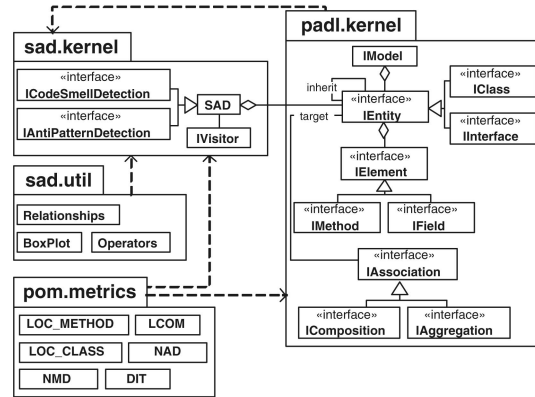 sad.kernel
«interface»
ICodeSmellDetection
«interface»
IAntiPatternDetection
SAD
IVisitor
sad.util
Relationships
BoxPlot
Operators
pom.metrics
LOC_METHOD
LCOM
LOC_CLASS
NAD
NMD
DIT
padl.kernel
IModel
inherit
«interface»
IEntity
target
«interface»
IClass
«interface»
IInterface
«interface»
IElement
«interface»
IMethod
«interface»
IField
«interface»
IAssociation
«interface»
IComposition
«interface»
IAggregation